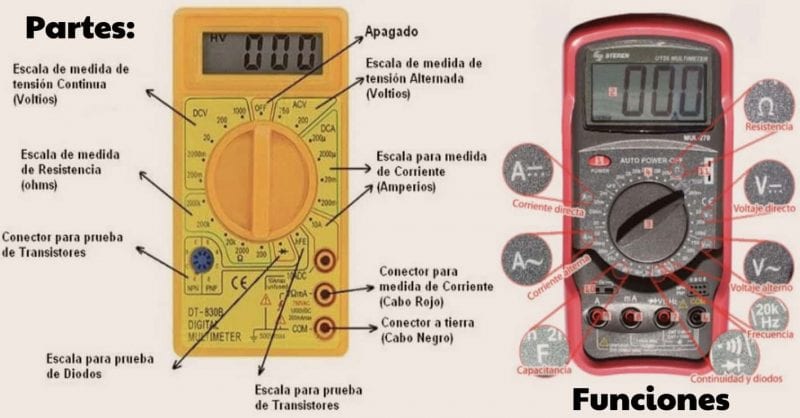 Partes:
Escala de medida de
tensión Continua
(Voltios)
Escala de medida
de Resistencia
(ohms)
Conector para prueba
de Transistores
Escala para prueba
de Diodos
Escala para prueba
de Transistores
Apagado
Escala de medida de
tensión Alternada
(Voltios)
Escala para medida
de Corriente
(Amperios)
Conector para
medida de Corriente
(Cabo Rojo)
Conector a tierra
(Cabo Negro)
HV 000
DCV
1000
OFF
750
ACV
200
200
DCA
20
200µ
2000m
2000µ
200m
20m
200m
2000k
200k
10A
20k
2000
200
hFE
Ω
NPN PNP
CE
10ADC
VΩmA
COM
DT-830B
DIGITAL
MULTIMETER
STEREN
MULTIMETER
000
MUL-270
POWER
AUTO POWER-OFF
A
mA
COM
Ω
Resistencia
V
Voltaje directo
V~
Voltaje alterno
20k
Hz
Frecuencia
Continuidad y diodos
A
Corriente directa
A~
Corriente alterna
F
Capacitancia
Funciones